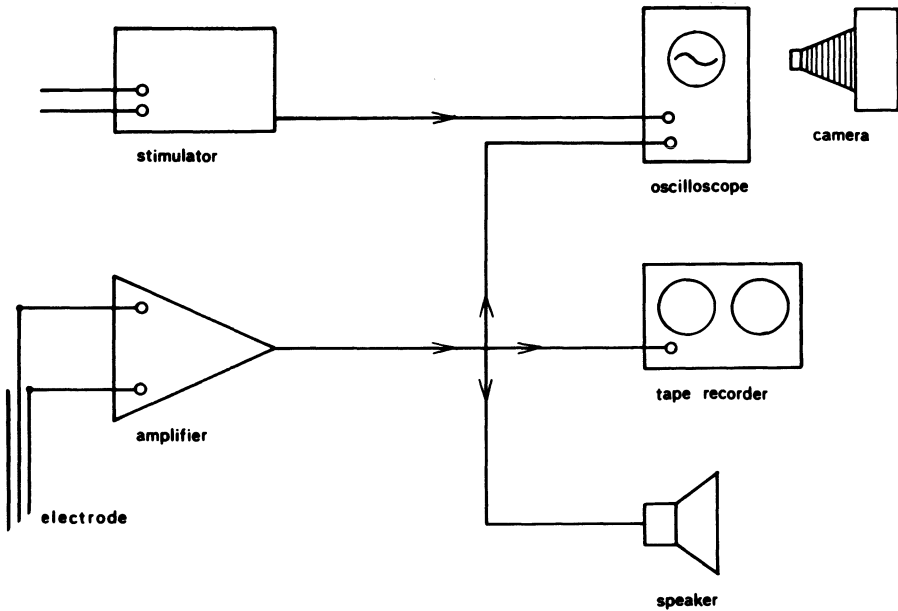 stimulator
oscilloscope
camera
amplifier
electrode
tape recorder
speaker